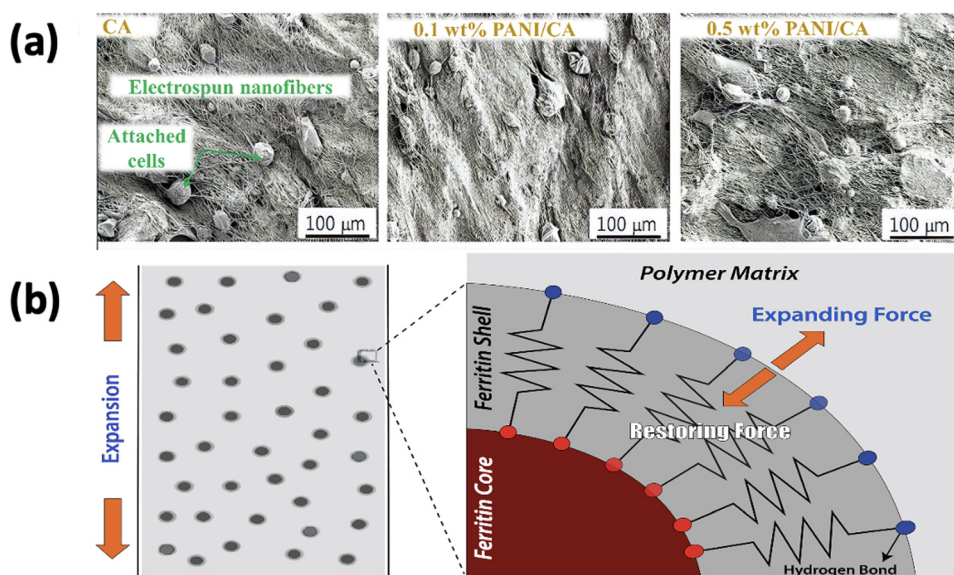 (a)
CA
0.1 wt% PANI/CA
0.5 wt% PANI/CA
Electrospun nanofibers
Attached
cells
100 μm
100 μm
100 μm
(b)
Expansion
Polymer Matrix
Expanding Force
Ferritin Shell
Restoring Force
Ferritin Core
Hydrogen Bond